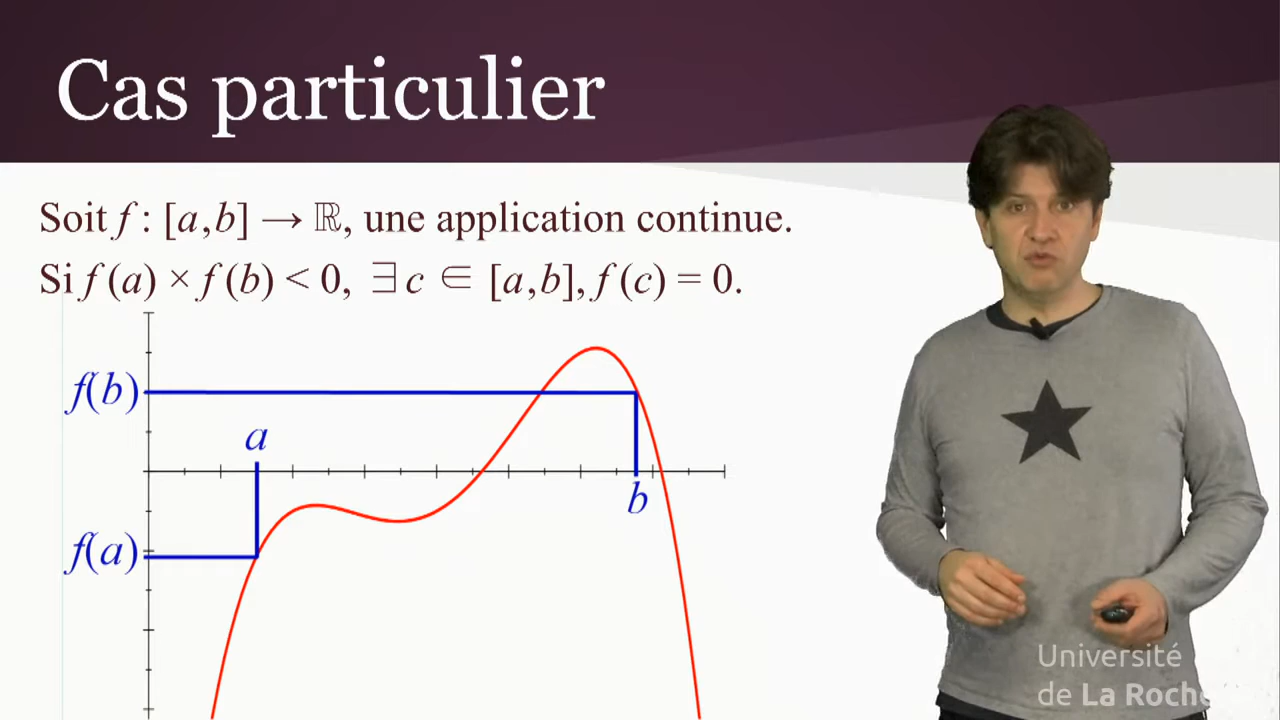 Cas particulier
Soit f : [a,b] → ℝ, une application continue.
Si f (a) × f (b) < 0, ∃ c ∈ [a,b], f (c) = 0.
f(b)
a
b
f(a)
Université
de La Roche